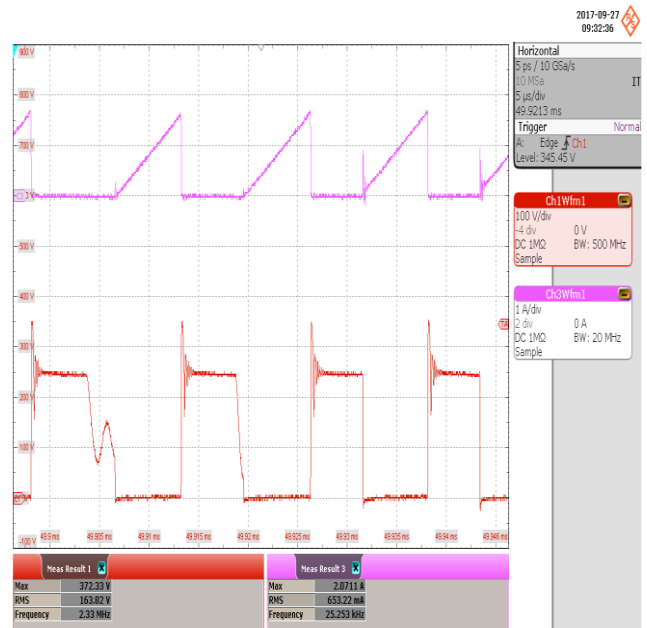 2017-09-27
09:32:36
Horizontal
5 ps / 10 GSa/s
10 MSa IT
5 µs/div
49.9213 ms
Trigger Normal
A: Edge Ch1
Level: 345.45 V
Ch1Wfm1
100 V/div
-4 div 0 V
DC 1MΩ BW: 500 MHz
Sample
Ch3Wfm1
1 A/div
2 div 0 A
DC 1MΩ BW: 20 MHz
Sample
900 V
800 V
700 V
500 V
400 V
TA
300 V
200 V
100 V
-100 V
49.9 ms 49.905 ms 49.91 ms 49.915 ms 49.92 ms 49.925 ms 49.93 ms 49.935 ms 49.94 ms 49.946 ms
Meas Result 1
Max 372.33 V
RMS 163.82 V
Frequency 2.33 MHz
Meas Result 3
Max 2.0711 A
RMS 653.22 mA
Frequency 25.253 kHz